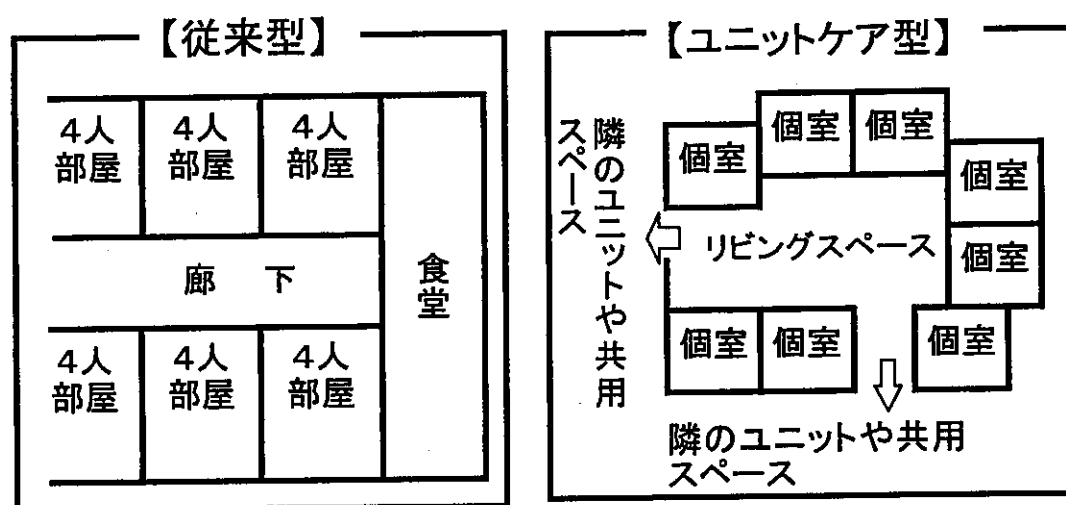 【従来型】
4人
部屋
4人
部屋
4人
部屋
廊 下
食堂
4人
部屋
4人
部屋
4人
部屋
【ユニットケア型】
隣のユニットや共用
スペース
個室
個室
個室
個室
リビングスペース
個室
個室
個室
個室
隣のユニットや共用
スペース